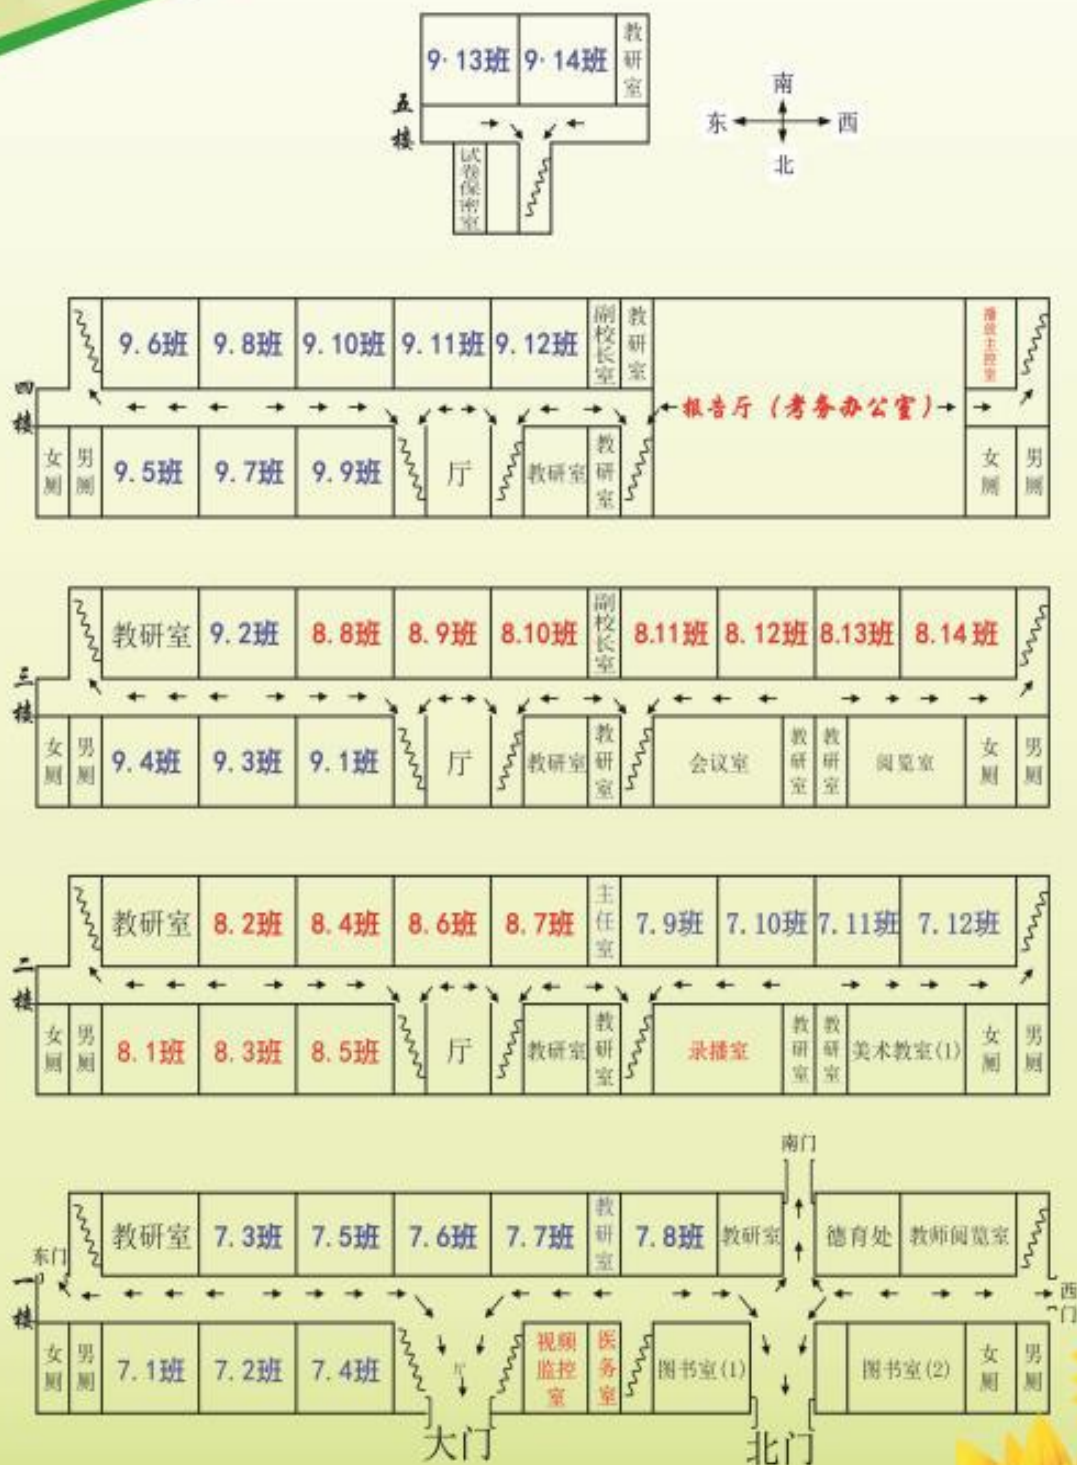 9·13班 9·14班 教研室
五楼
试卷保密室
南
东 西
北
9.6班 9.8班 9.10班 9.11班 9.12班 副校长室 教研室 播放主控室
四楼
报告厅（考务办公室）
女厕 男厕 9.5班 9.7班 9.9班 厅 教研室 教研室 女厕 男厕
教研室 9.2班 8.8班 8.9班 8.10班 副校长室 8.11班 8.12班 8.13班 8.14班
三楼
女厕 男厕 9.4班 9.3班 9.1班 厅 教研室 教研室 会议室 教研室 教研室 阅览室 女厕 男厕
教研室 8.2班 8.4班 8.6班 8.7班 主任室 7.9班 7.10班 7.11班 7.12班
二楼
女厕 男厕 8.1班 8.3班 8.5班 厅 教研室 教研室 录播室 教研室 教研室 美术教室(1) 女厕 男厕
南门
教研室 7.3班 7.5班 7.6班 7.7班 教研室 7.8班 教研室 德育处 教师阅览室
东门
一楼
西门
女厕 男厕 7.1班 7.2班 7.4班 厅 视频监控室 医务室 图书室(1) 图书室(2) 女厕 男厕
大门 北门